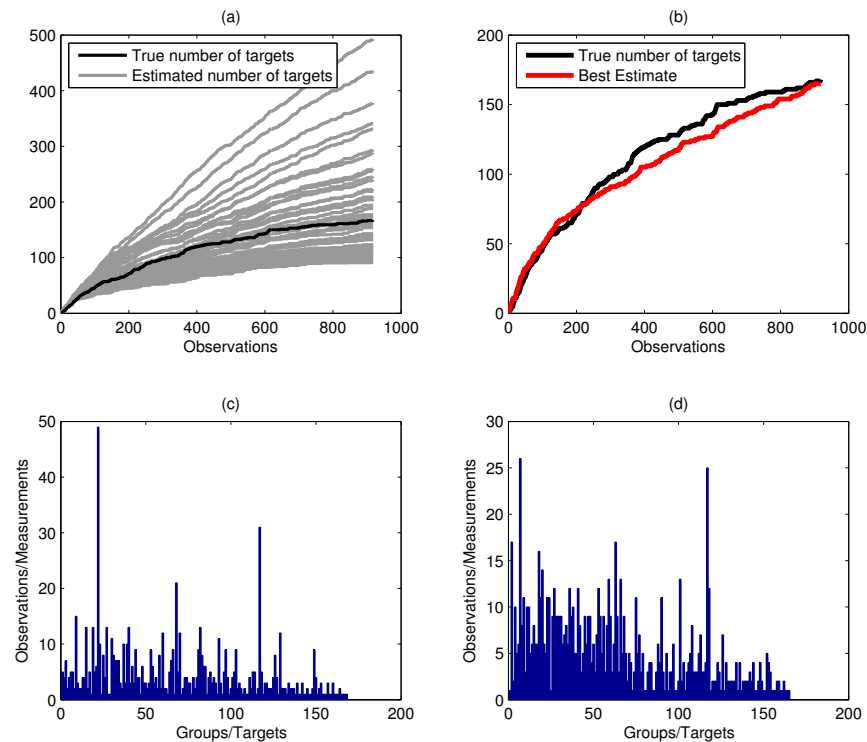 (a)
500
400
300
200
100
0
0 200 400 600 800 1000
True number of targets
Estimated number of targets
Observations
(b)
200
150
100
50
0
0 200 400 600 800 1000
True number of targets
Best Estimate
Observations
(c)
50
40
30
20
10
0
0 50 100 150 200
Observations/Measurements
Groups/Targets
(d)
30
25
20
15
10
5
0
0 50 100 150 200
Observations/Measurements
Groups/Targets